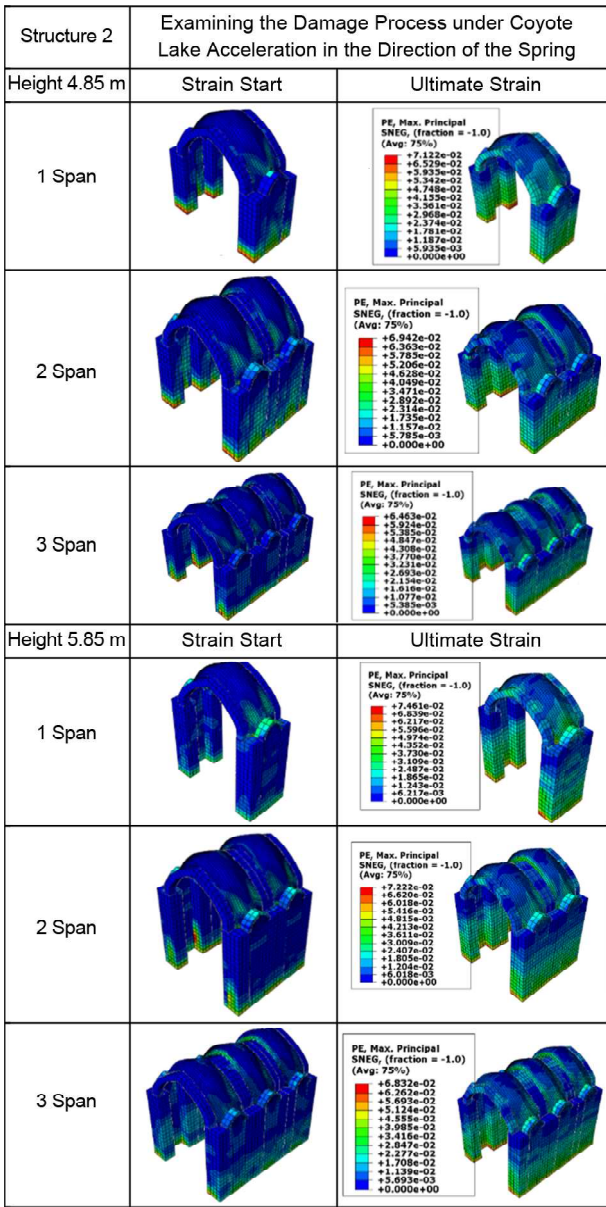 Structure 2
Examining the Damage Process under Coyote
Lake Acceleration in the Direction of the Spring
Height 4.85 m
Strain Start
Ultimate Strain
1 Span
PE, Max. Principal
SNEG, (fraction = -1.0)
(Avg: 75%)
+7.122e-02
+6.529e-02
+5.935e-02
+5.342e-02
+4.748e-02
+4.155e-02
+3.561e-02
+2.968e-02
+2.374e-02
+1.781e-02
+1.187e-02
+5.935e-03
+0.000e+00
2 Span
PE, Max. Principal
SNEG, (fraction = -1.0)
(Avg: 75%)
+6.942e-02
+6.363e-02
+5.785e-02
+5.206e-02
+4.628e-02
+4.049e-02
+3.471e-02
+2.892e-02
+2.314e-02
+1.735e-02
+1.157e-02
+5.785e-03
+0.000e+00
3 Span
PE, Max. Principal
SNEG, (fraction = -1.0)
(Avg: 75%)
+6.463e-02
+5.924e-02
+5.385e-02
+4.847e-02
+4.308e-02
+3.770e-02
+3.231e-02
+2.693e-02
+2.154e-02
+1.616e-02
+1.077e-02
+5.385e-03
+0.000e+00
Height 5.85 m
Strain Start
Ultimate Strain
1 Span
PE, Max. Principal
SNEG, (fraction = -1.0)
(Avg: 75%)
+7.461e-02
+6.839e-02
+6.217e-02
+5.596e-02
+4.974e-02
+4.352e-02
+3.730e-02
+3.109e-02
+2.487e-02
+1.865e-02
+1.243e-02
+6.217e-03
+0.000e+00
2 Span
PE, Max. Principal
SNEG, (fraction = -1.0)
(Avg: 75%)
+7.222e-02
+6.620e-02
+6.018e-02
+5.416e-02
+4.815e-02
+4.213e-02
+3.611e-02
+3.009e-02
+2.407e-02
+1.805e-02
+1.204e-02
+6.018e-03
+0.000e+00
3 Span
PE, Max. Principal
SNEG, (fraction = -1.0)
(Avg: 75%)
+6.832e-02
+6.262e-02
+5.693e-02
+5.124e-02
+4.555e-02
+3.985e-02
+3.416e-02
+2.847e-02
+2.277e-02
+1.708e-02
+1.139e-02
+5.693e-03
+0.000e+00